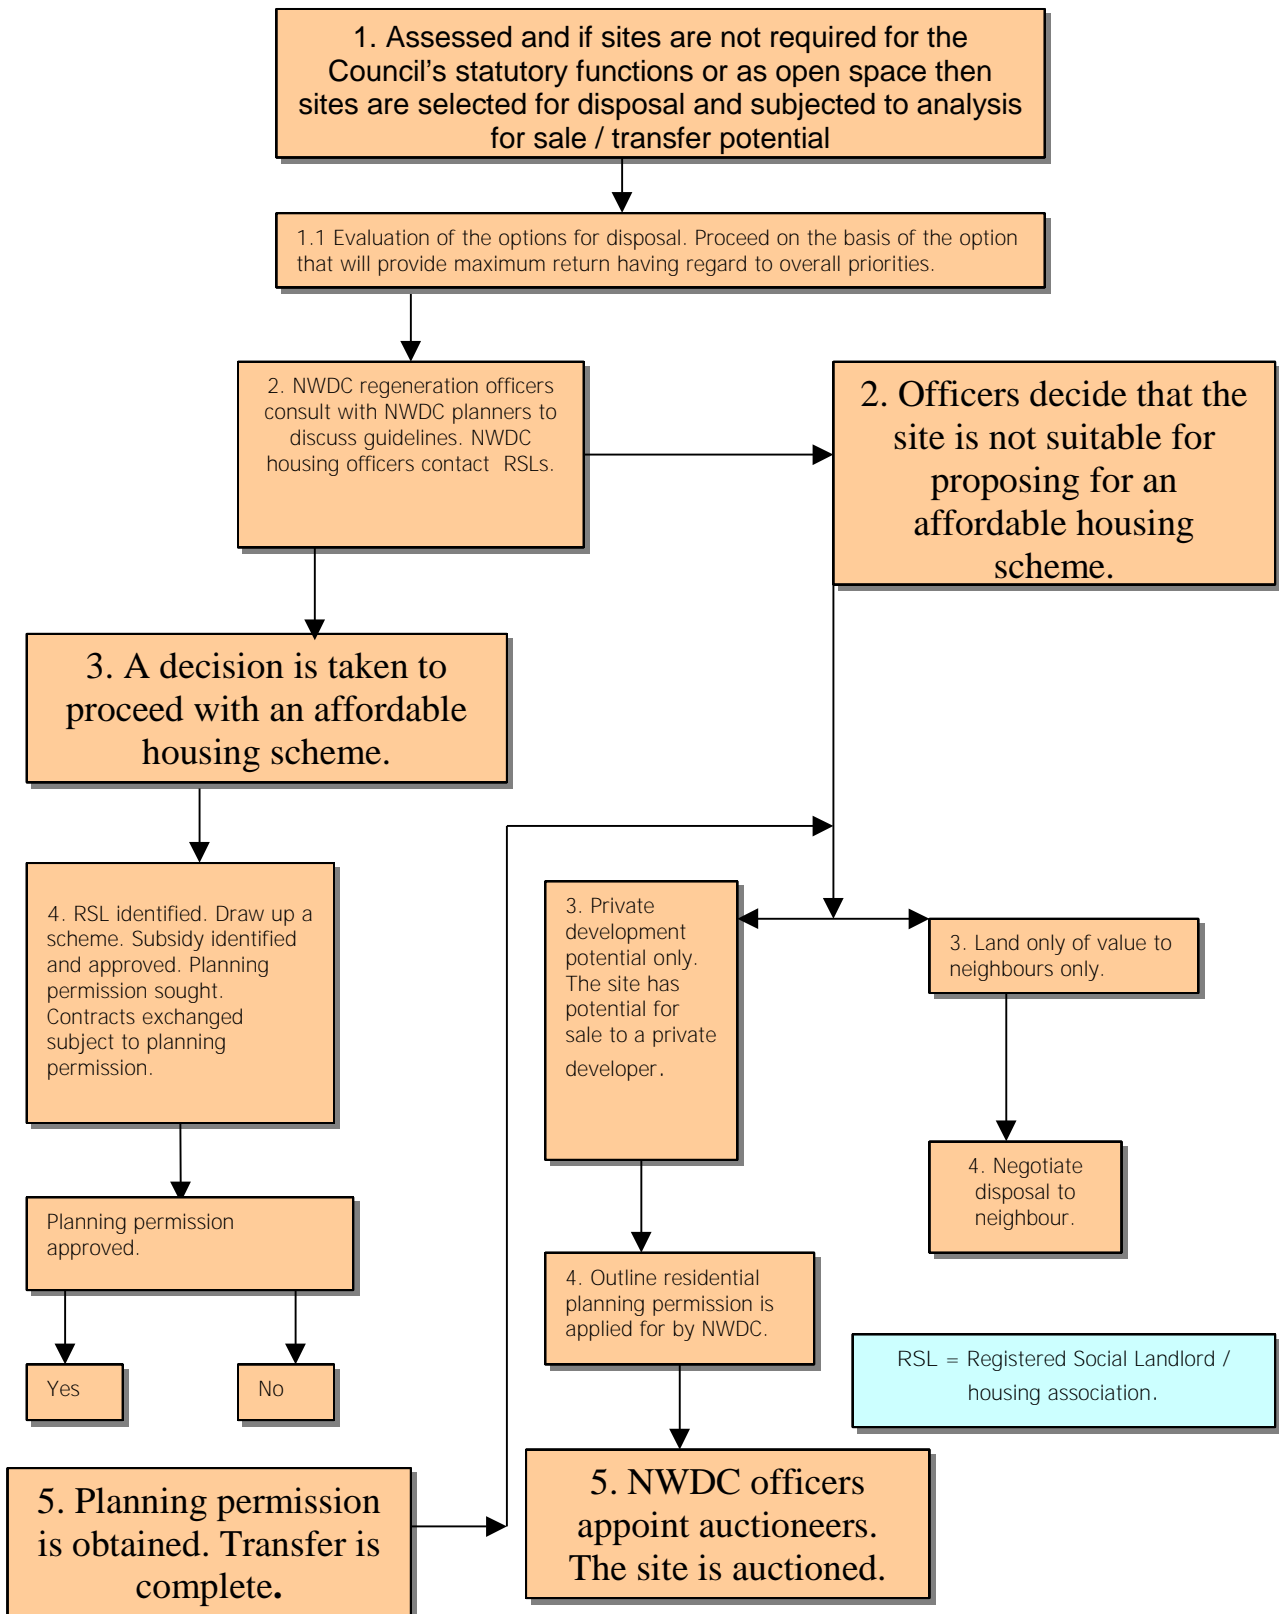 1. Assessed and if sites are not required for the
Council's statutory functions or as open space then
sites are selected for disposal and subjected to analysis
for sale / transfer potential
1.1 Evaluation of the options for disposal. Proceed on the basis of the option
that will provide maximum return having regard to overall priorities.
2. NWDC regeneration officers
consult with NWDC planners to
discuss guidelines. NWDC
housing officers contact RSLs.
2. Officers decide that the
site is not suitable for
proposing for an
affordable housing
scheme.
3. A decision is taken to
proceed with an affordable
housing scheme.
4. RSL identified. Draw up a
scheme. Subsidy identified
and approved. Planning
permission sought.
Contracts exchanged
subject to planning
permission.
3. Private
development
potential only.
The site has
potential for
sale to a private
developer.
3. Land only of value to
neighbours only.
4. Negotiate
disposal to
neighbour.
Planning permission
approved.
4. Outline residential
planning permission is
applied for by NWDC.
Yes
No
RSL = Registered Social Landlord /
housing association.
5. Planning permission
is obtained. Transfer is
complete.
5. NWDC officers
appoint auctioneers.
The site is auctioned.